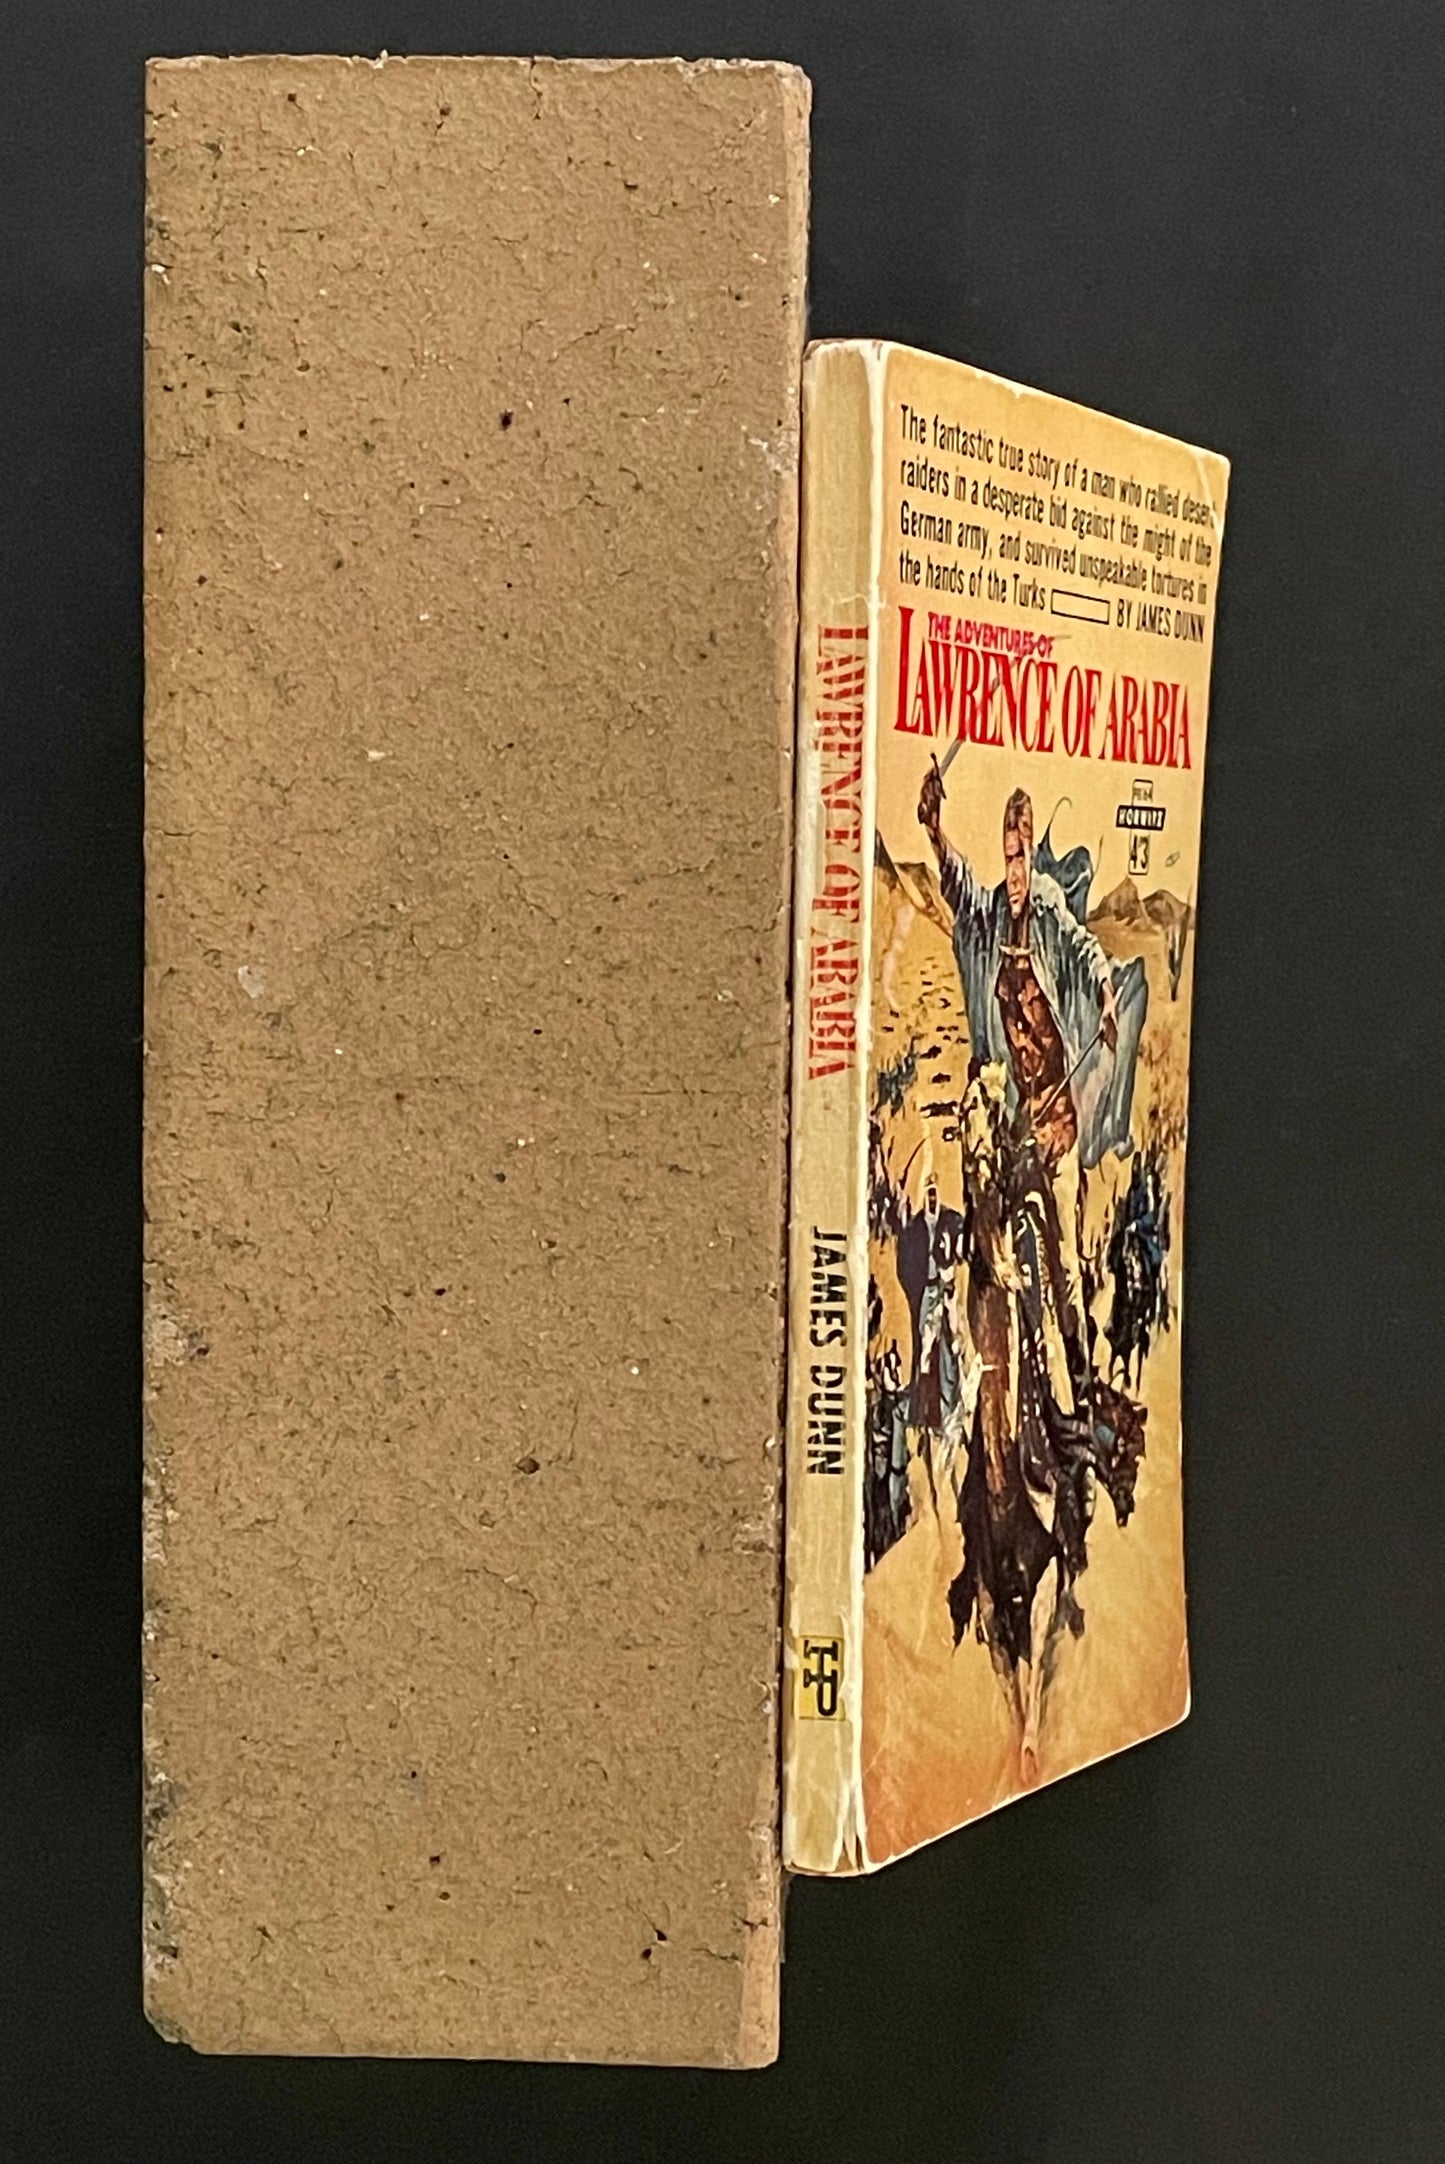 The fantastic true story of a man who rallied desert
raiders in a desperate bid against the might of the
German army, and survived unspeakable tortures in
the hands of the Turks BY JAMES DUNN
THE ADVENTURES OF
LAWRENCE OF ARABIA
HORWITZ
4'3
LAWRENCE OF ARABIA
JAMES DUNN
HP